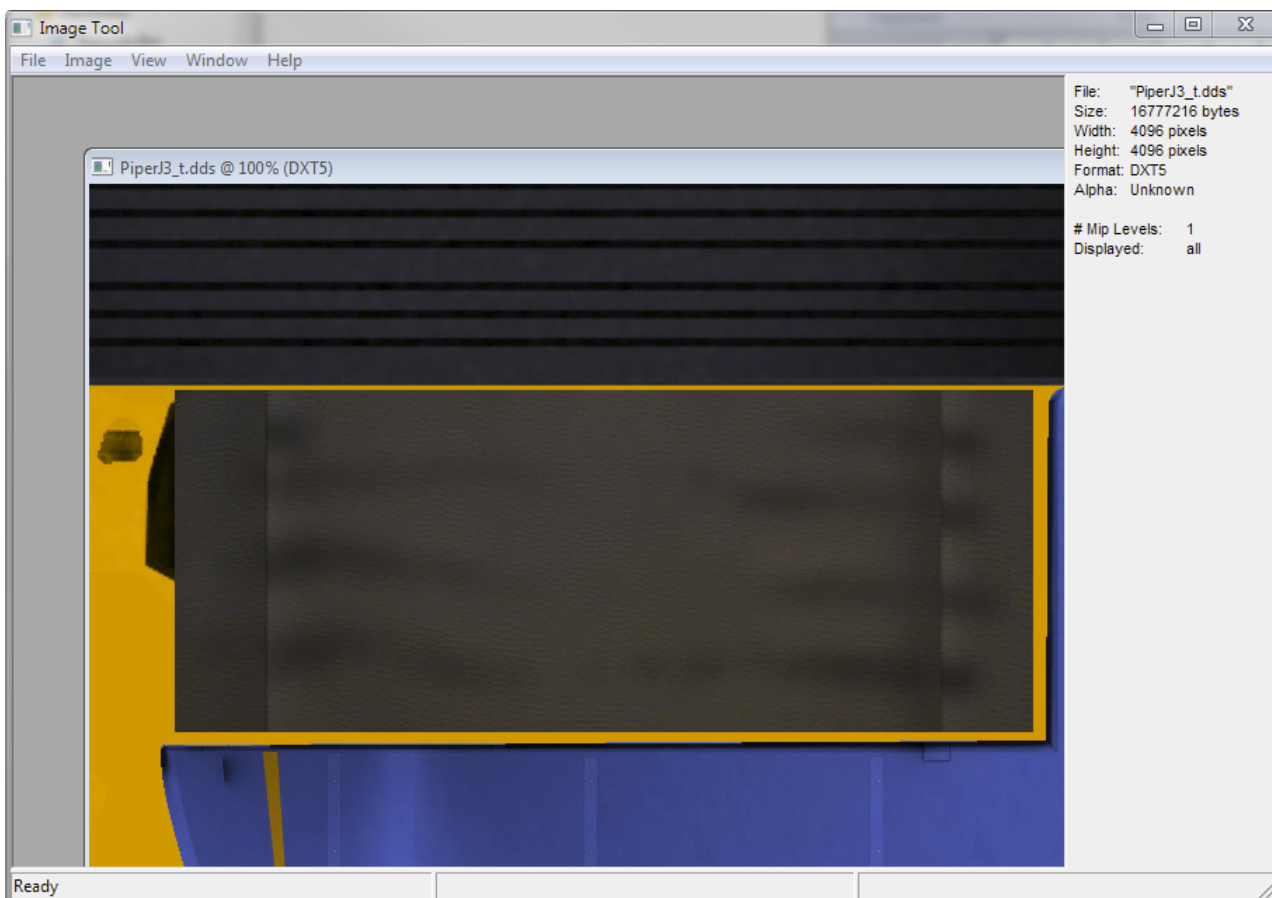 Image Tool
File Image View Window Help
PiperJ3_t.dds @ 100% (DXT5)
File: "PiperJ3_t.dds"
Size: 16777216 bytes
Width: 4096 pixels
Height: 4096 pixels
Format: DXT5
Alpha: Unknown
# Mip Levels: 1
Displayed: all
Ready